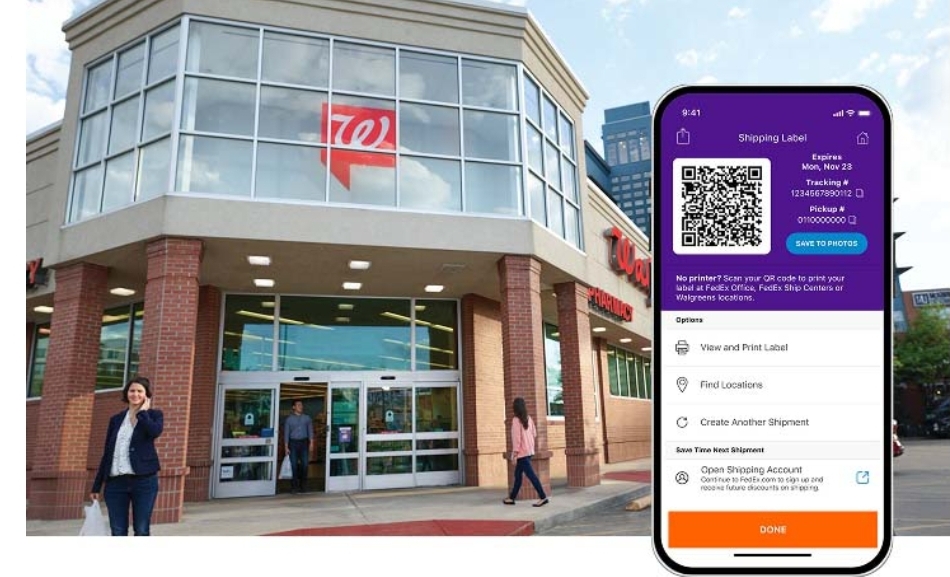 W
Wal
PHARMACY
Y
9:41
Shipping Label
Expires
Mon, Nov 23
Tracking #
1234567890112
Pickup #
0110000000
SAVE TO PHOTOS
No printer? Scan your QR code to print your
label at FedEx Office, FedEx Ship Centers or
Walgreens locations.
Options
View and Print Label
Find Locations
Create Another Shipment
Save Time Next Shipment
Open Shipping Account
Continue to FedEx.com to sign up and
receive future discounts on shipping.
DONE